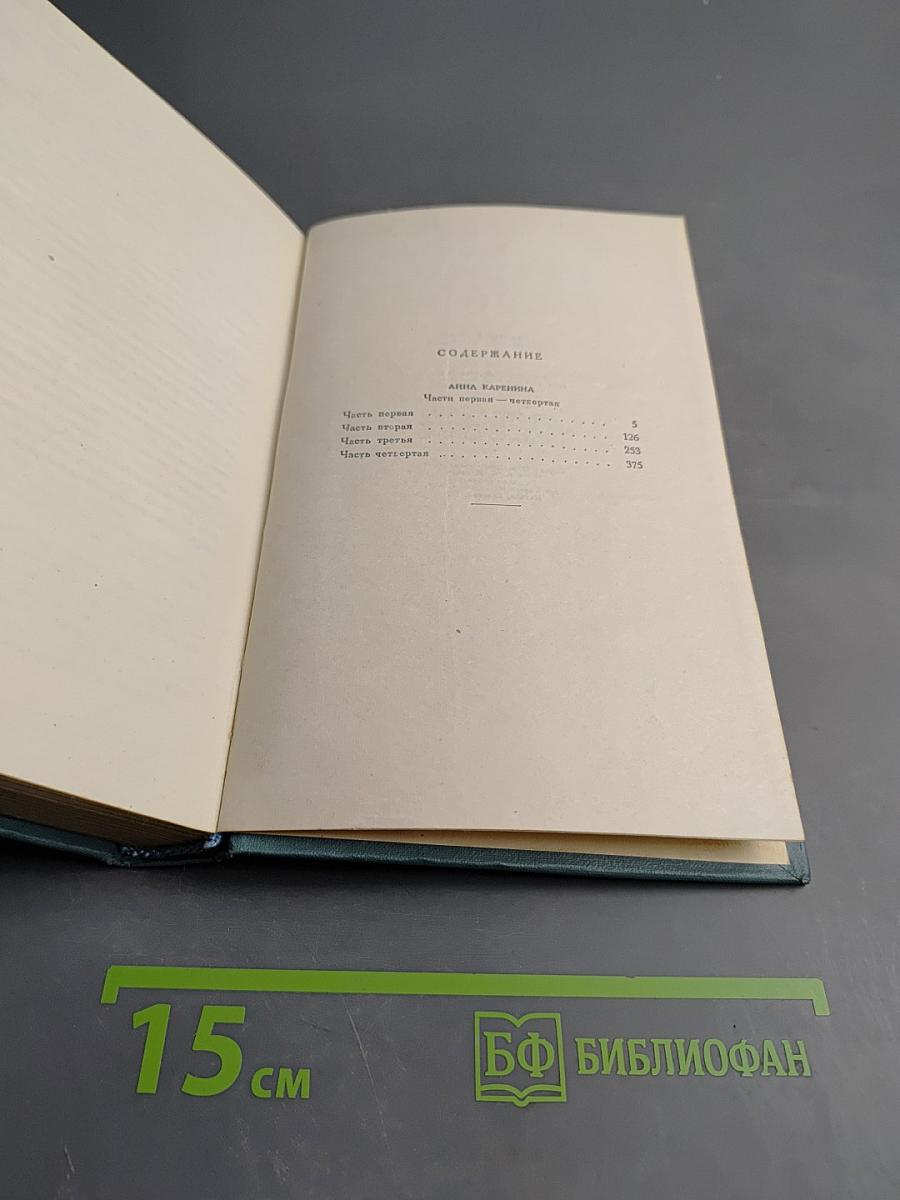 СОДЕРЖАНИЕ
АННА КАРЕНИНА
Части первая — четвертая
Часть первая . . . . . . . . . . . . . . 5
Часть вторая . . . . . . . . . . . . . . 126
Часть третья . . . . . . . . . . . . . . 253
Часть четвертая . . . . . . . . . . . . . 375
15 см
БФ БИБЛИОФАН